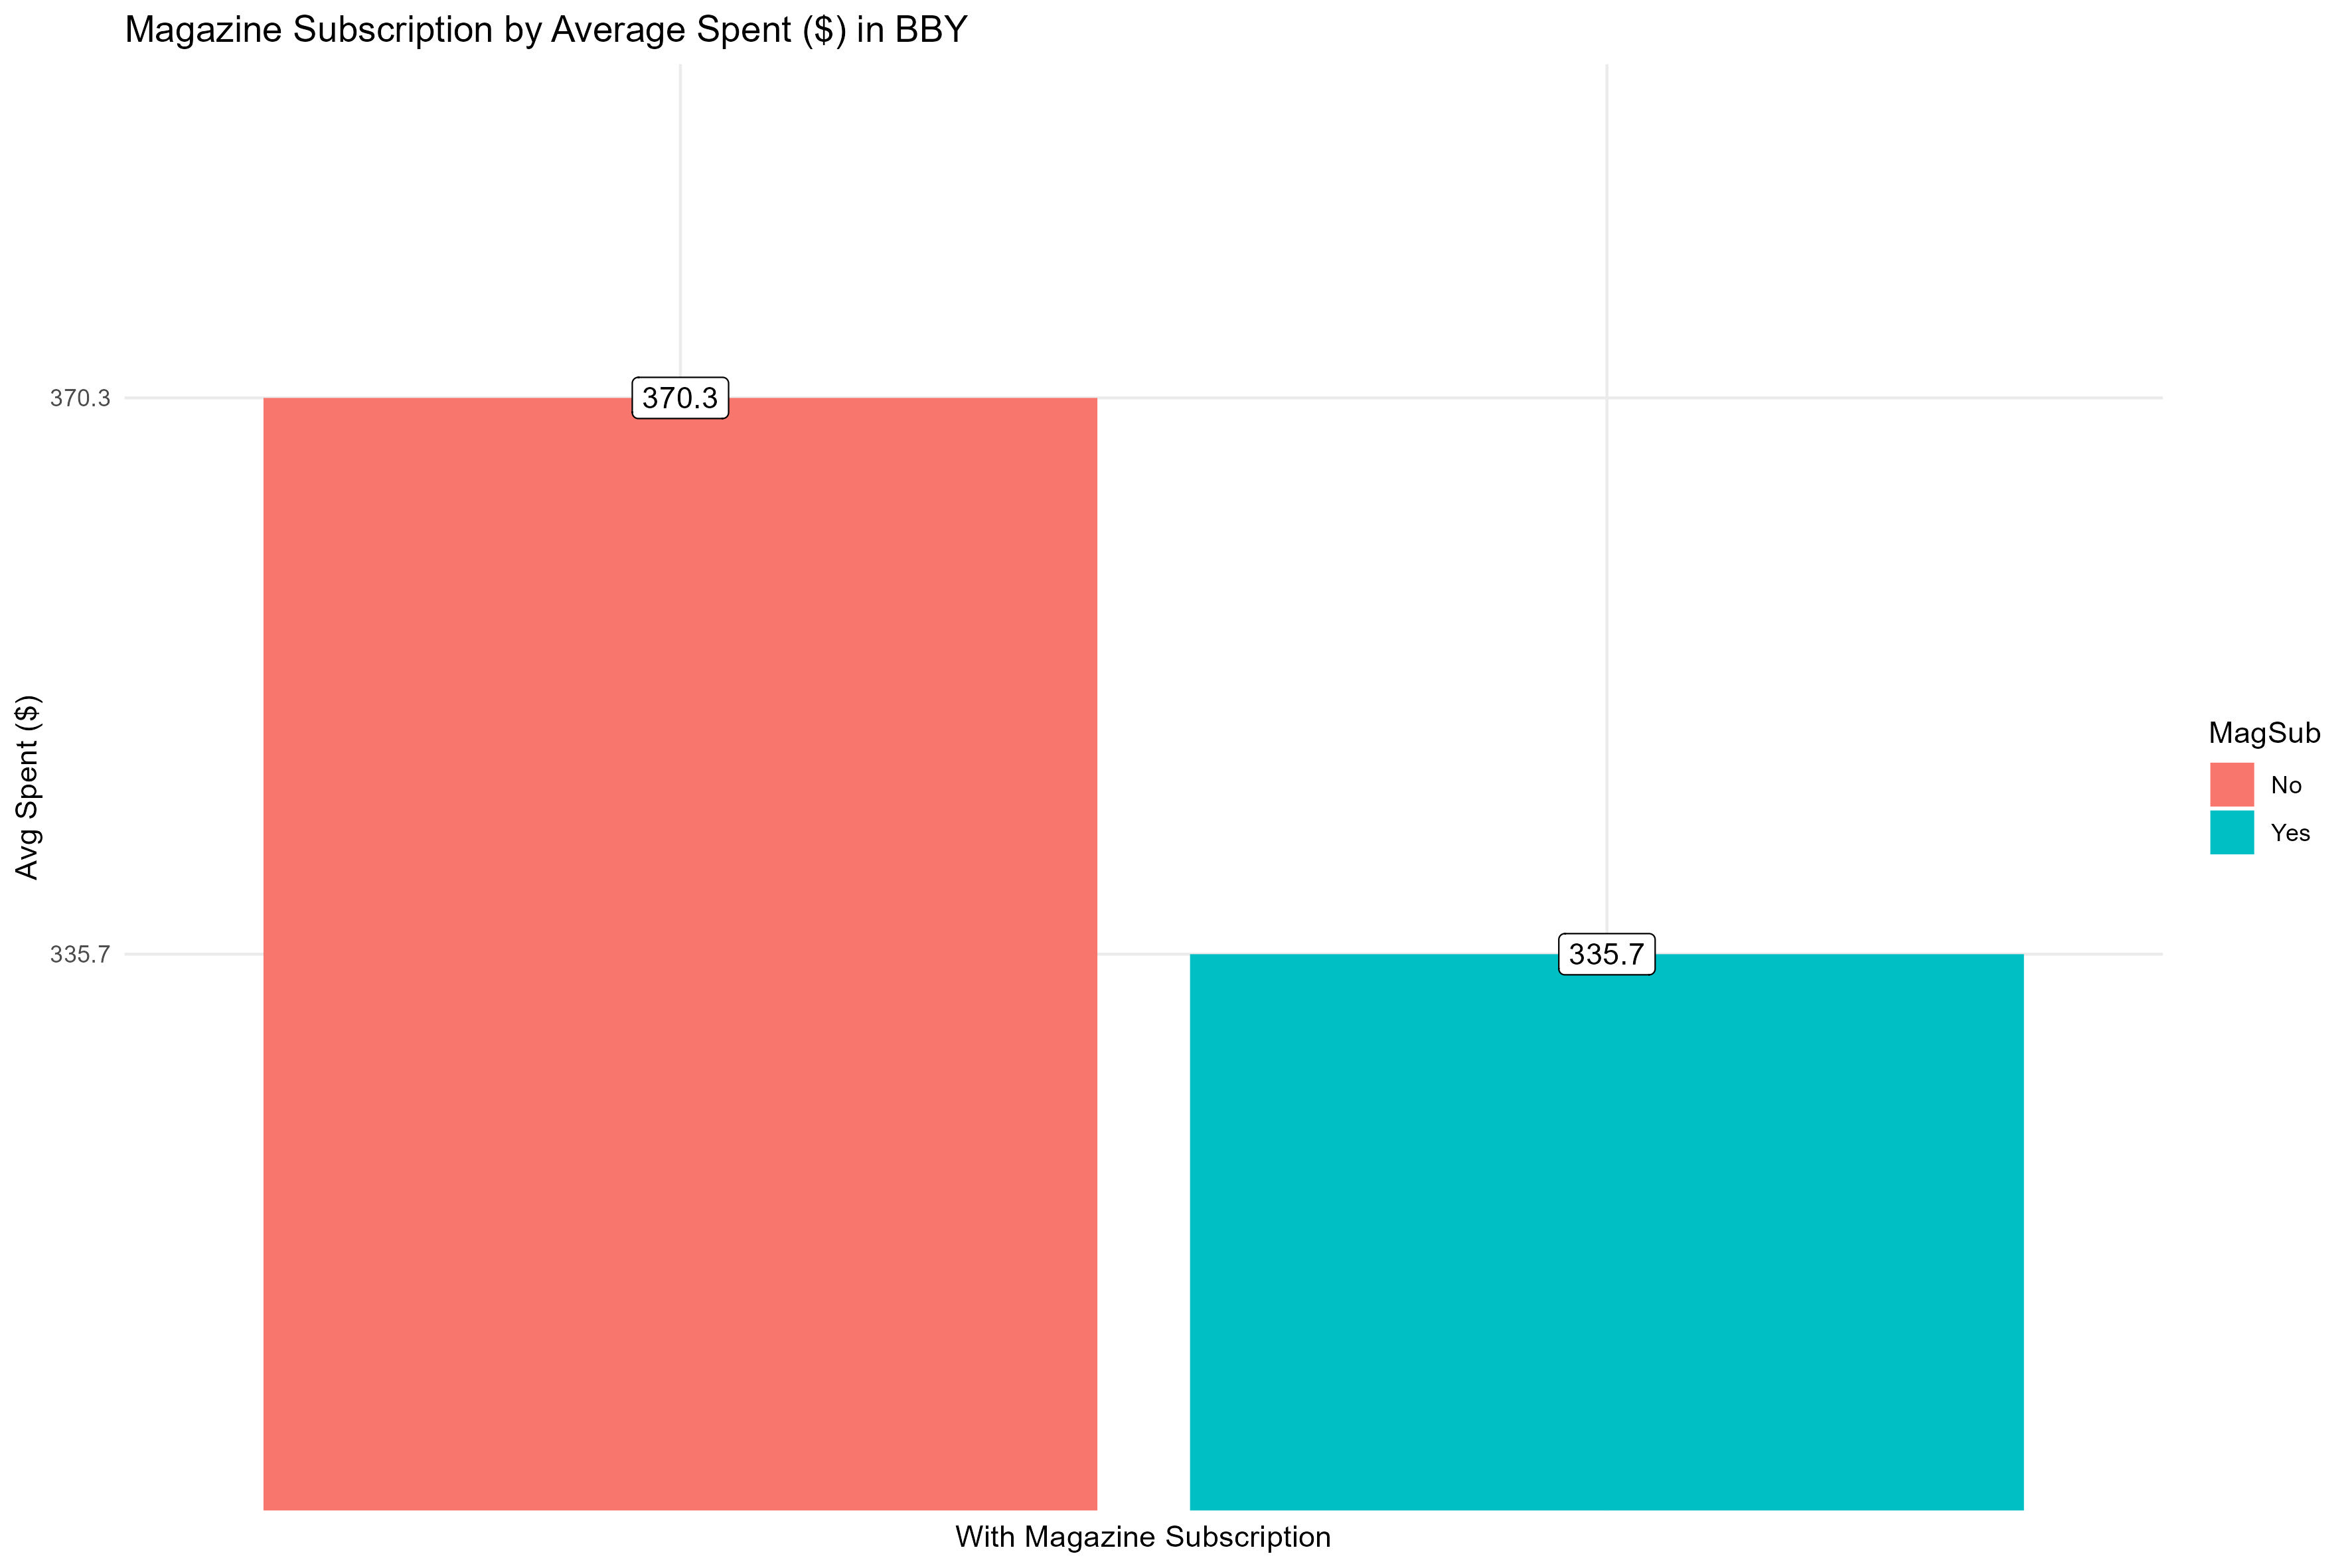 Magazine Subscription by Average Spent ($) in BBY
370.3
370.3
Avg Spent ($)
MagSub
No
Yes
335.7
335.7
With Magazine Subscription